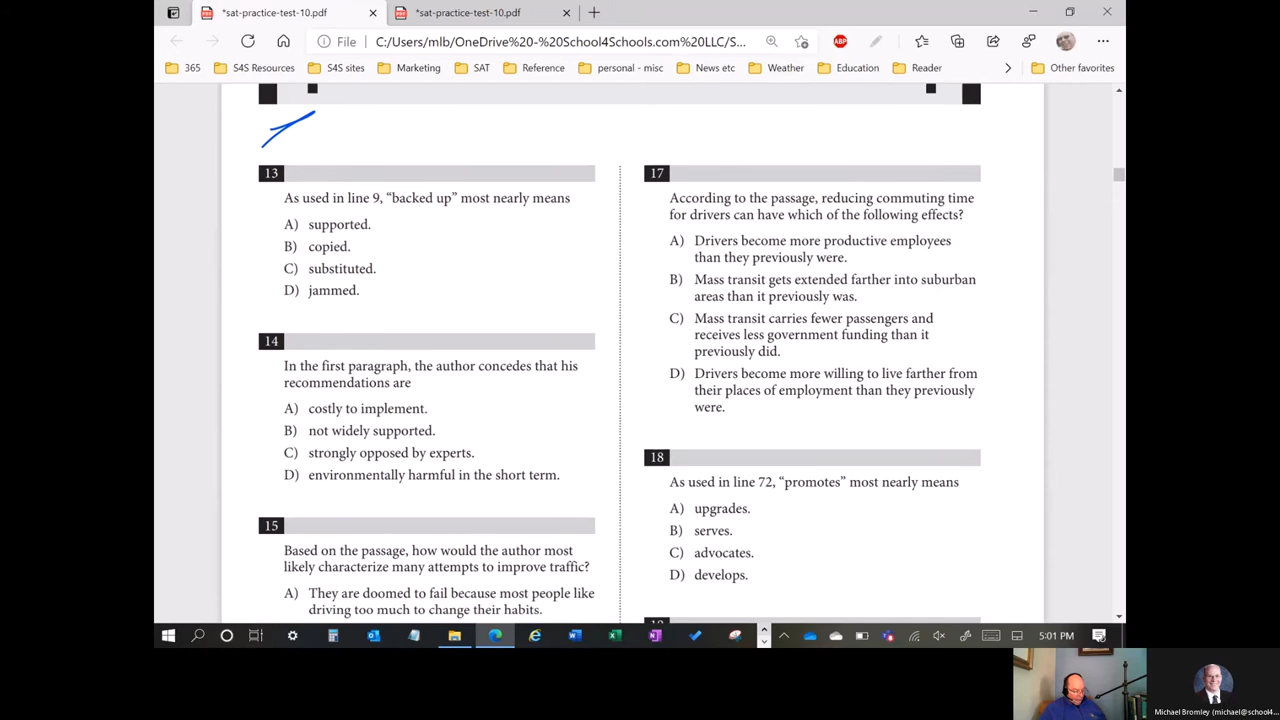 *sat-practice-test-10.pdf
*sat-practice-test-10.pdf
File
C:/Users/mlb/OneDrive%20-%20School4Schools.com%20LLC/S...
365
S4S Resources
S4S sites
Marketing
SAT
Reference
personal - misc
News etc
Weather
Education
Reader
Other favorites
13
As used in line 9, “backed up” most nearly means
A) supported.
B) copied.
C) substituted.
D) jammed.
14
In the first paragraph, the author concedes that his
recommendations are
A) costly to implement.
B) not widely supported.
C) strongly opposed by experts.
D) environmentally harmful in the short term.
15
Based on the passage, how would the author most
likely characterize many attempts to improve traffic?
A) They are doomed to fail because most people like
driving too much to change their habits.
17
According to the passage, reducing commuting time
for drivers can have which of the following effects?
A) Drivers become more productive employees
than they previously were.
B) Mass transit gets extended farther into suburban
areas than it previously was.
C) Mass transit carries fewer passengers and
receives less government funding than it
previously did.
D) Drivers become more willing to live farther from
their places of employment than they previously
were.
18
As used in line 72, “promotes” most nearly means
A) upgrades.
B) serves.
C) advocates.
D) develops.
5:01 PM
Michael Bromley (michael@school4...